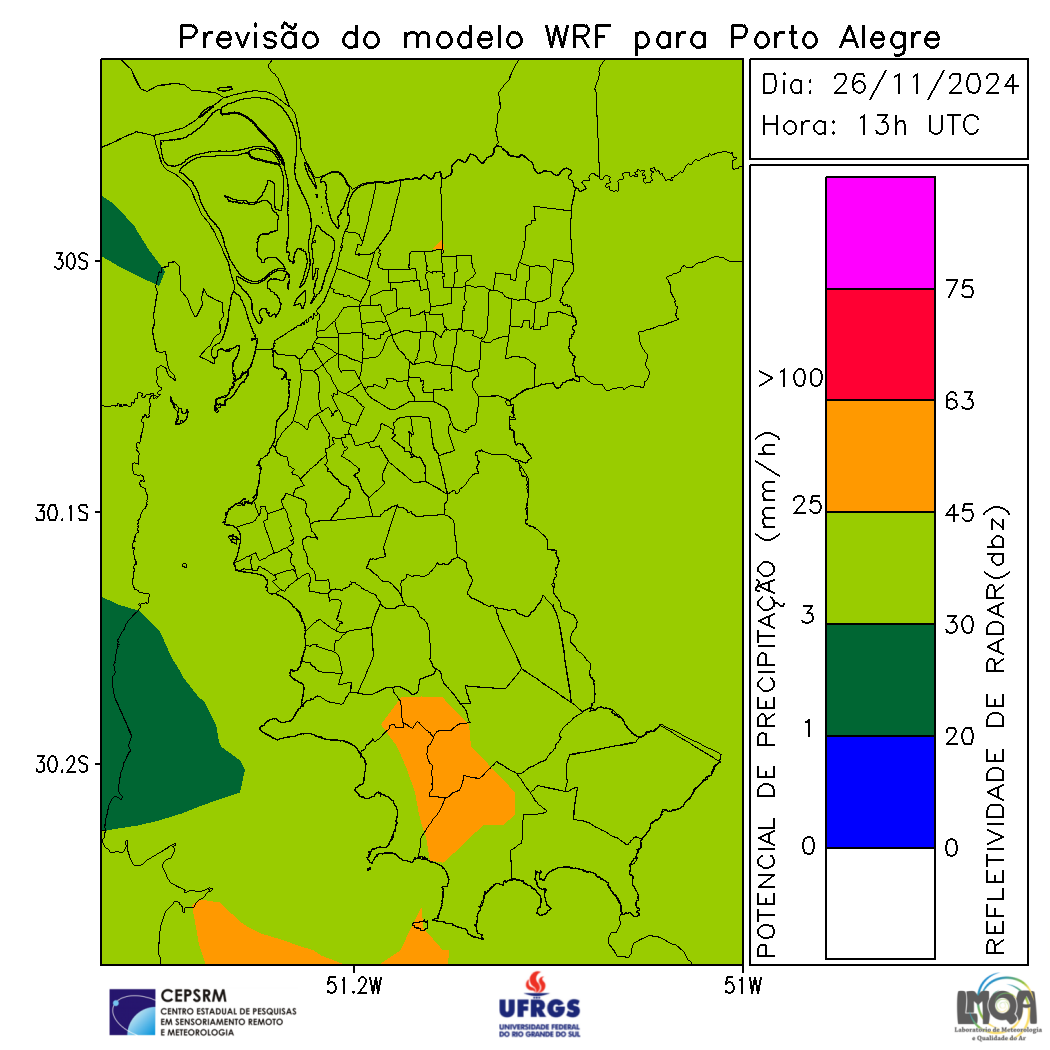 Previsão do modelo WRF para Porto Alegre
Dia: 26/11/2024
Hora: 13h UTC
30S
30.1S
30.2S
51.2W
51W
POTENCIAL DE PRECIPITAÇÃO (mm/h)
>100
25
3
1
0
75
63
45
30
20
0
REFLETIVIDADE DE RADAR(dbz)
CEPSRM
CENTRO ESTADUAL DE PESQUISAS
EM SENSORIAMENTO REMOTO
E METEOROLOGIA
UFRGS
UNIVERSIDADE FEDERAL
DO RIO GRANDE DO SUL
LMQA
Laboratório de Meteorologia
e Qualidade do Ar